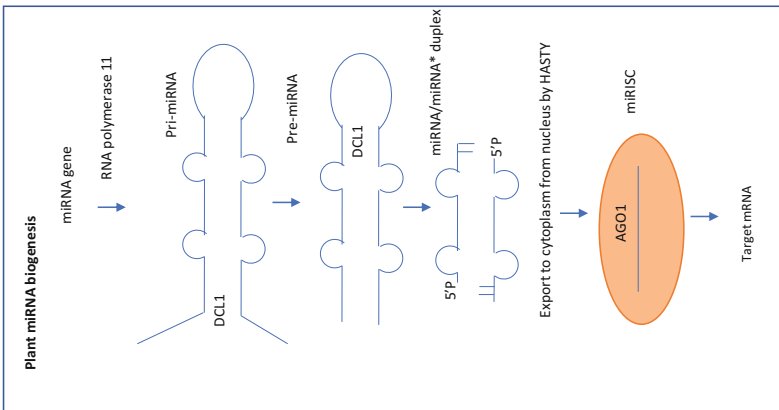 Plant miRNA biogenesis
miRNA gene
RNA polymerase 11
Pri-miRNA
DCL1
Pre-miRNA
DCL1
miRNA/miRNA* duplex
5'P
5'P
Export to cytoplasm from nucleus by HASTY
miRISC
AGO1
Target mRNA